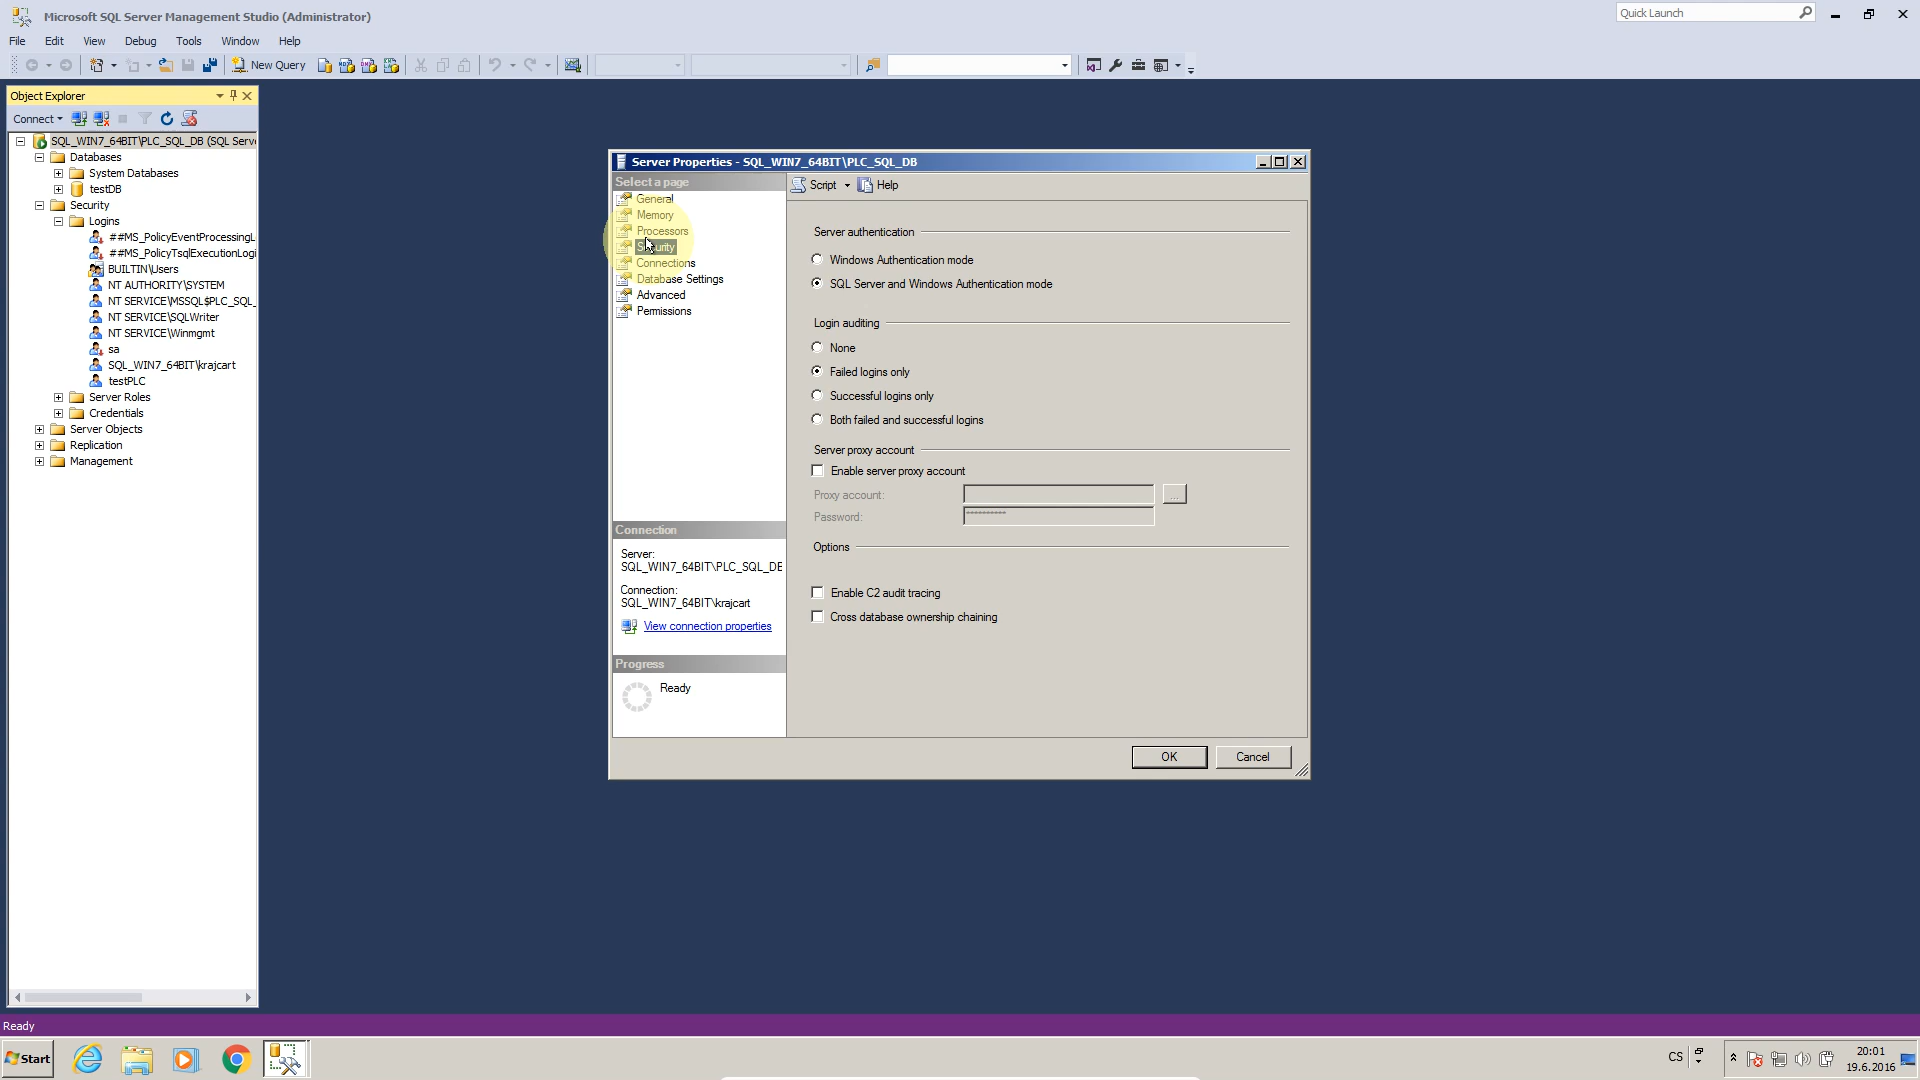 Microsoft SQL Server Management Studio (Administrator)
Quick Launch
File Edit View Debug Tools Window Help
New Query
Object Explorer
Connect
SQL_WIN7_64BIT\PLC_SQL_DB (SQL Serv
Databases
System Databases
testDB
Security
Logins
##MS_PolicyEventProcessingL
##MS_PolicyTsqlExecutionLogi
BUILTIN\Users
NT AUTHORITY\SYSTEM
NT SERVICE\MSSQL$PLC_SQL_
NT SERVICE\SQLWriter
NT SERVICE\Winmgmt
sa
SQL_WIN7_64BIT\krajcart
testPLC
Server Roles
Credentials
Server Objects
Replication
Management
Server Properties - SQL_WIN7_64BIT\PLC_SQL_DB
Select a page
General
Memory
Processors
Security
Connections
Database Settings
Advanced
Permissions
Connection
Server:
SQL_WIN7_64BIT\PLC_SQL_DB
Connection:
SQL_WIN7_64BIT\krajcart
View connection properties
Progress
Ready
Script Help
Server authentication
Windows Authentication mode
SQL Server and Windows Authentication mode
Login auditing
None
Failed logins only
Successful logins only
Both failed and successful logins
Server proxy account
Enable server proxy account
Proxy account:
...
Password:
**********
Options
Enable C2 audit tracing
Cross database ownership chaining
OK Cancel
Ready
Start
CS
20:01
19.6.2016